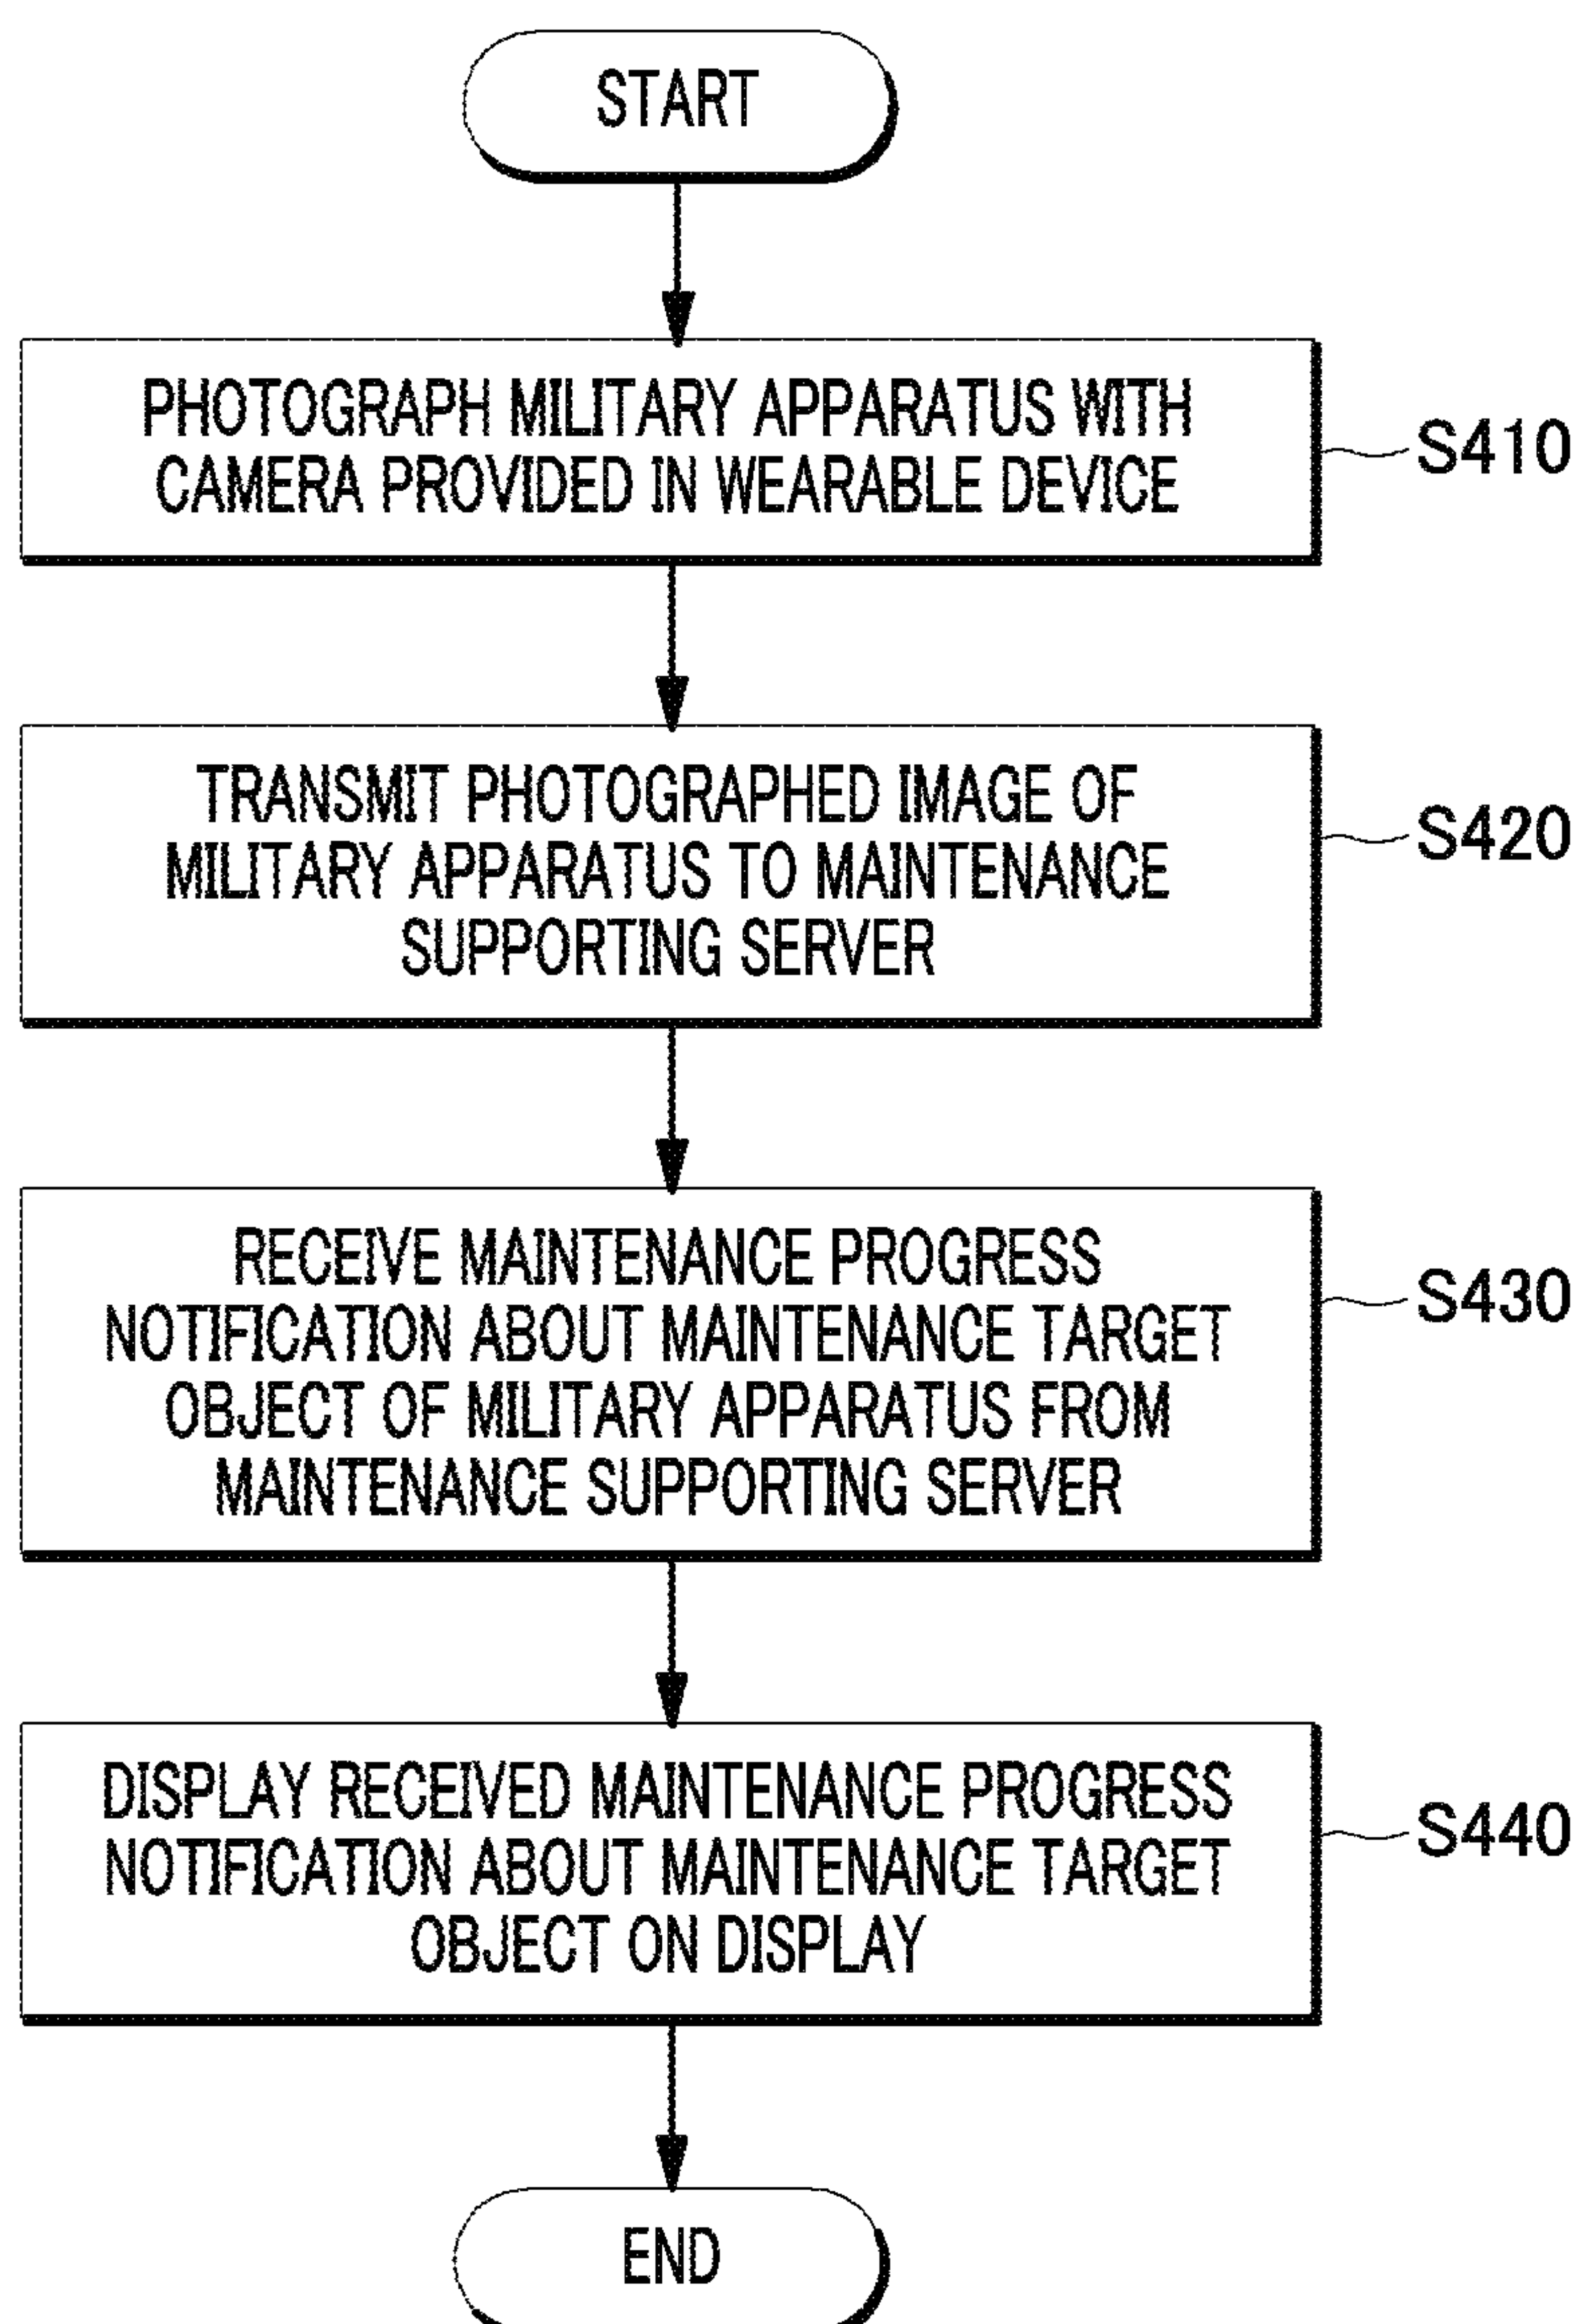 START
PHOTOGRAPH MILITARY APPARATUS WITH
CAMERA PROVIDED IN WEARABLE DEVICE
S410
TRANSMIT PHOTOGRAPHED IMAGE OF
MILITARY APPARATUS TO MAINTENANCE
SUPPORTING SERVER
S420
RECEIVE MAINTENANCE PROGRESS
NOTIFICATION ABOUT MAINTENANCE TARGET
OBJECT OF MILITARY APPARATUS FROM
MAINTENANCE SUPPORTING SERVER
S430
DISPLAY RECEIVED MAINTENANCE PROGRESS
NOTIFICATION ABOUT MAINTENANCE TARGET
OBJECT ON DISPLAY
S440
END